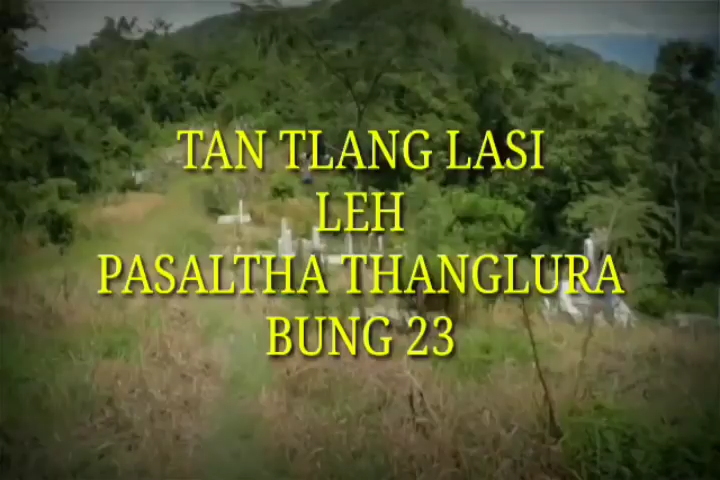 TAN TLANG LASI
LEH
PASALTHA THANGLURA
BUNG 23